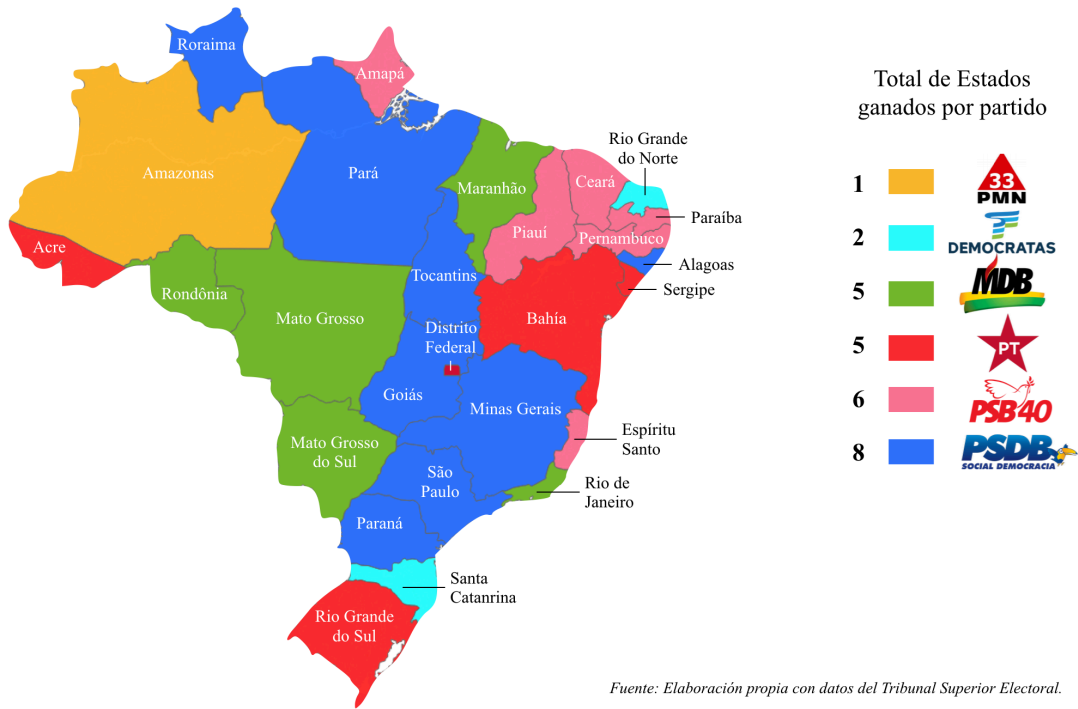 Roraima
Amapá
Amazonas
Pará
Maranhão
Ceará
Rio Grande
do Norte
Paraíba
Piauí
Pernambuco
Alagoas
Acre
Sergipe
Rondônia
Tocantins
Mato Grosso
Bahía
Distrito
Federal
Goiás
Minas Gerais
Mato Grosso
do Sul
Espíritu
Santo
São
Paulo
Rio de
Janeiro
Paraná
Santa
Catanrina
Rio Grande
do Sul
Total de Estados
ganados por partido
1
33
PMN
2
DEMOCRATAS
5
MDB
5
PT
6
PSB40
8
PSDB
SOCIAL DEMOCRACIA
Fuente: Elaboración propia con datos del Tribunal Superior Electoral.